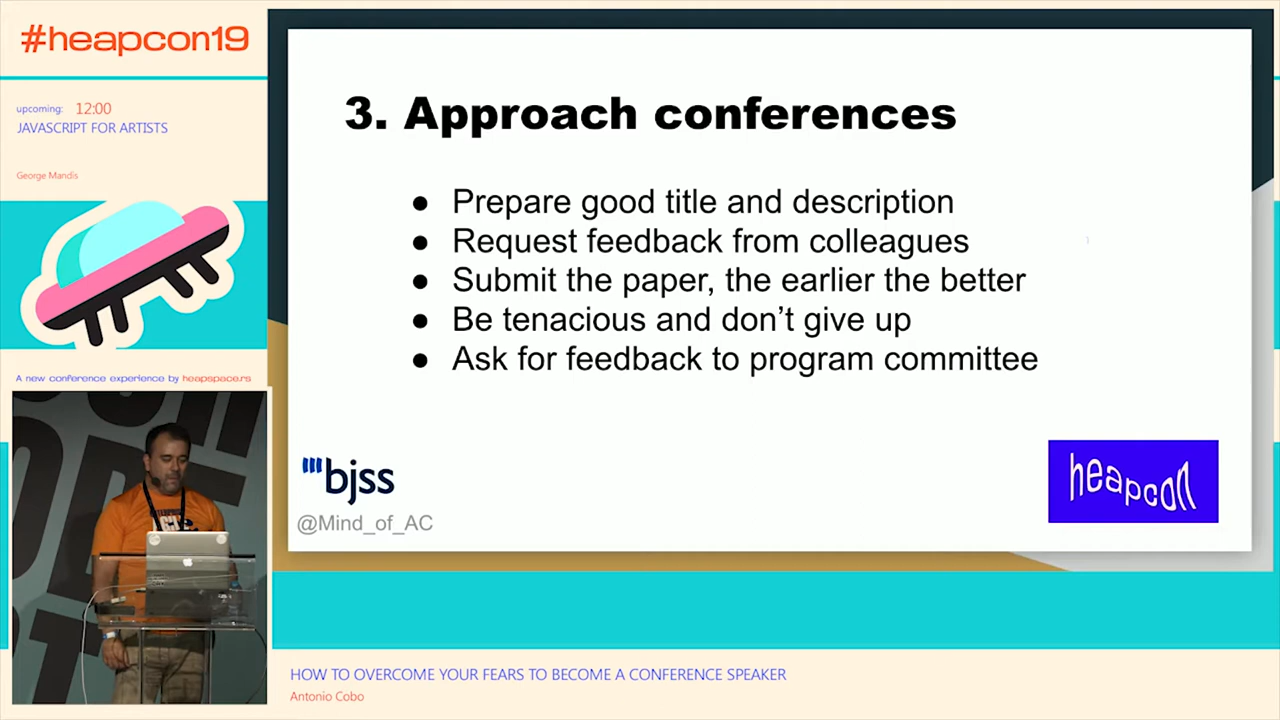 #heapcon19
upcoming: 12:00
JAVASCRIPT FOR ARTISTS
George Mandis
A new conference experience by heapspace.rs
3. Approach conferences
● Prepare good title and description
● Request feedback from colleagues
● Submit the paper, the earlier the better
● Be tenacious and don't give up
● Ask for feedback to program committee
bjss
@Mind_of_AC
heapcon
HOW TO OVERCOME YOUR FEARS TO BECOME A CONFERENCE SPEAKER
Antonio Cobo